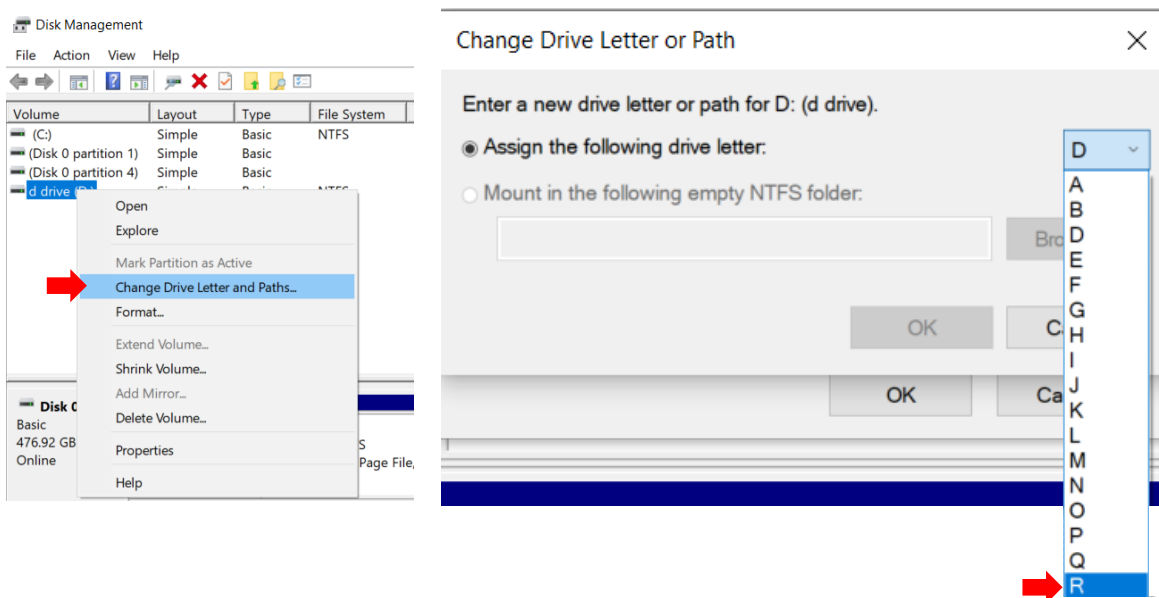 Disk Management
File Action View Help
Volume Layout Type File System
(C:) Simple Basic NTFS
(Disk 0 partition 1) Simple Basic
(Disk 0 partition 4) Simple Basic
d drive
Open
Explore
Mark Partition as Active
Change Drive Letter and Paths...
Format...
Extend Volume...
Shrink Volume...
Add Mirror...
Delete Volume...
Properties
Help
Disk
Basic
476.92 GB
Online
S
Page File,
Change Drive Letter or Path
Enter a new drive letter or path for D: (d drive).
Assign the following drive letter:
D
Mount in the following empty NTFS folder:
Bro
OK
C
OK
Ca
A
B
D
E
F
G
H
I
J
K
L
M
N
O
P
Q
R